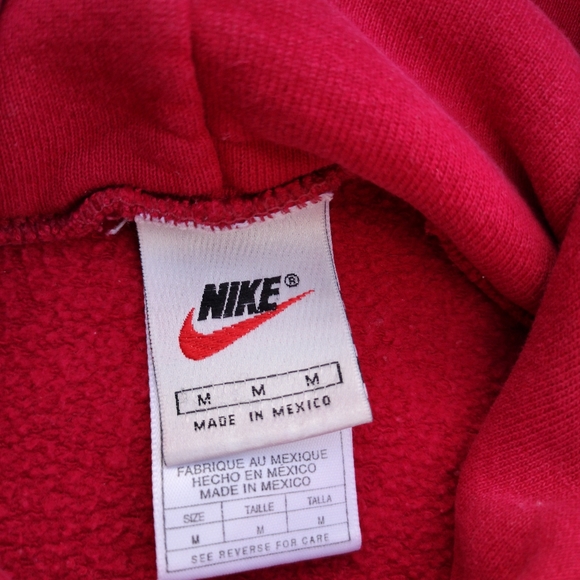 NIKE®
M M M
MADE IN MEXICO
FABRIQUE AU MEXIQUE
HECHO EN MÉXICO
MADE IN MEXICO
SIZE TAILLE TALLA
M M M
SEE REVERSE FOR CARE